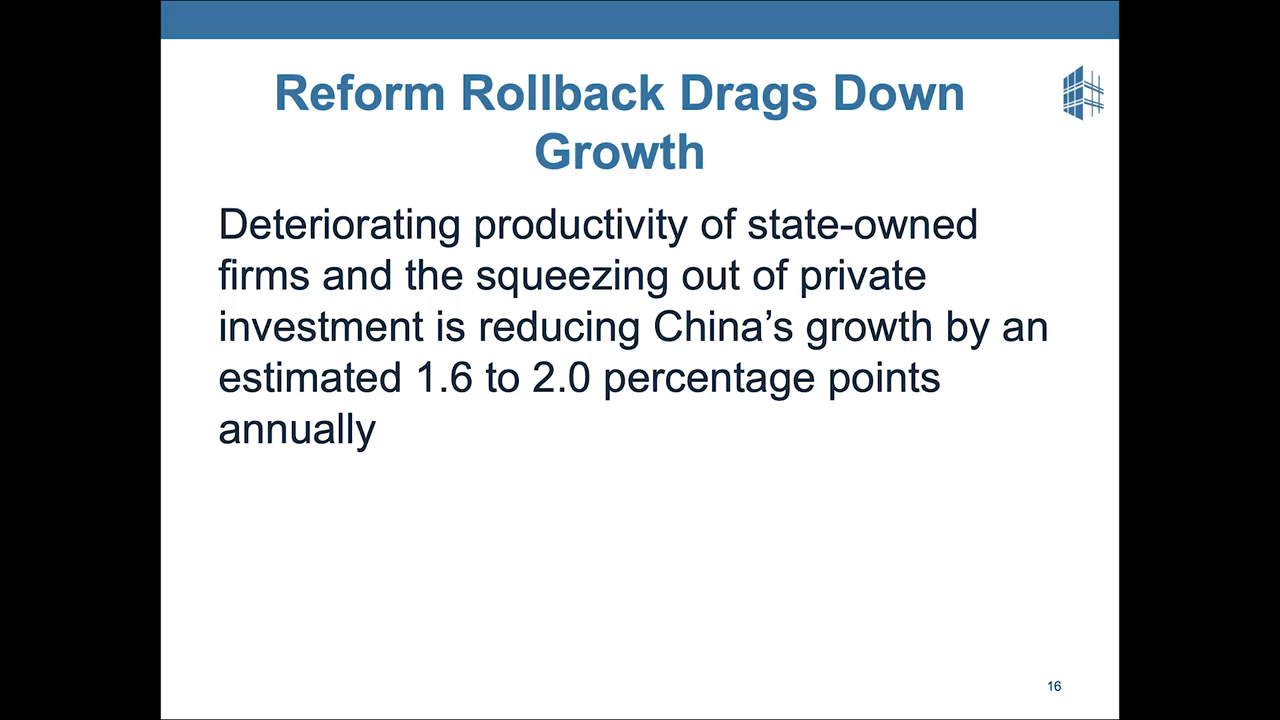 Reform Rollback Drags Down
Growth
Deteriorating productivity of state-owned
firms and the squeezing out of private
investment is reducing China’s growth by an
estimated 1.6 to 2.0 percentage points
annually
16